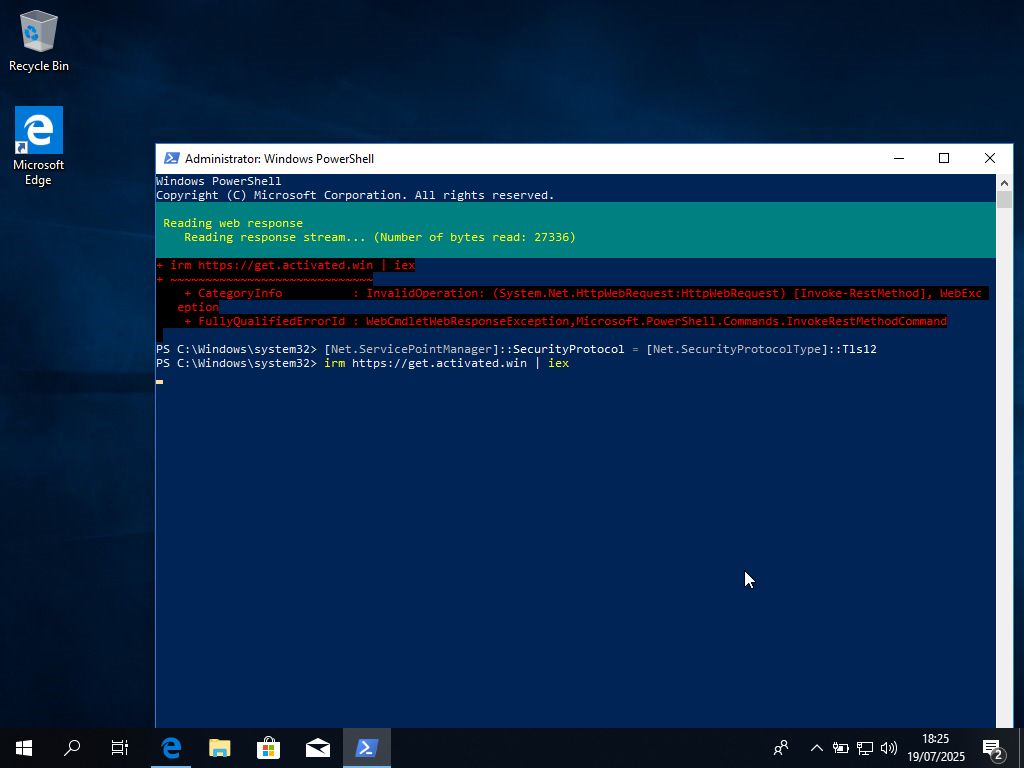 Recycle Bin
Microsoft
Edge
Administrator: Windows PowerShell
Windows PowerShell
Copyright (C) Microsoft Corporation. All rights reserved.
Reading web response
Reading response stream... (Number of bytes read: 27336)
+ irm https://get.activated.win | iex
+ ~~~~~~~~~~~~~~~~~~~~~~~~~~~~~
+ CategoryInfo          : InvalidOperation: (System.Net.HttpWebRequest:HttpWebRequest) [Invoke-RestMethod], WebExc
eption
+ FullyQualifiedErrorId : WebCmdletWebResponseException,Microsoft.PowerShell.Commands.InvokeRestMethodCommand
PS C:\Windows\system32> [Net.ServicePointManager]::SecurityProtocol = [Net.SecurityProtocolType]::Tls12
PS C:\Windows\system32> irm https://get.activated.win | iex
18:25
19/07/2025
2